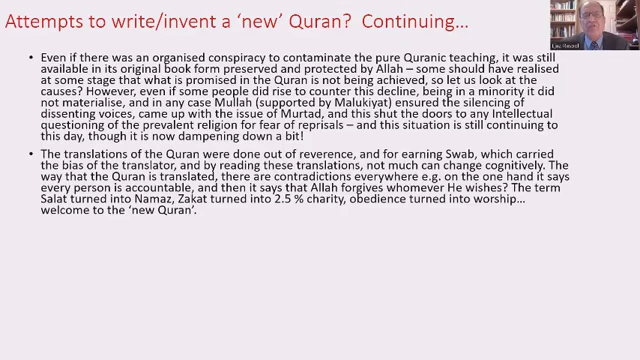 Attempts to write/invent a ‘new’ Quran?  Continuing…
• Even if there was an organised conspiracy to contaminate the pure Quranic teaching, it was still
available in its original book form preserved and protected by Allah – some should have realised
at some stage that what is promised in the Quran is not being achieved, so let us look at the
causes? However, even if some people did rise to counter this decline, being in a minority it did
not materialise, and in any case Mullah (supported by Malukiyat) ensured the silencing of
dissenting voices, came up with the issue of Murtad, and this shut the doors to any Intellectual
questioning of the prevalent religion for fear of reprisals – and this situation is still continuing to
this day, though it is now dampening down a bit!
• The translations of the Quran were done out of reverence, and for earning Swab, which carried
the bias of the translator, and by reading these translations, not much can change cognitively. The
way that the Quran is translated, there are contradictions everywhere e.g. on the one hand it says
every person is accountable, and then it says that Allah forgives whomever He wishes? The term
Salat turned into Namaz, Zakat turned into 2.5 % charity, obedience turned into worship…
welcome to the ‘new Quran’.